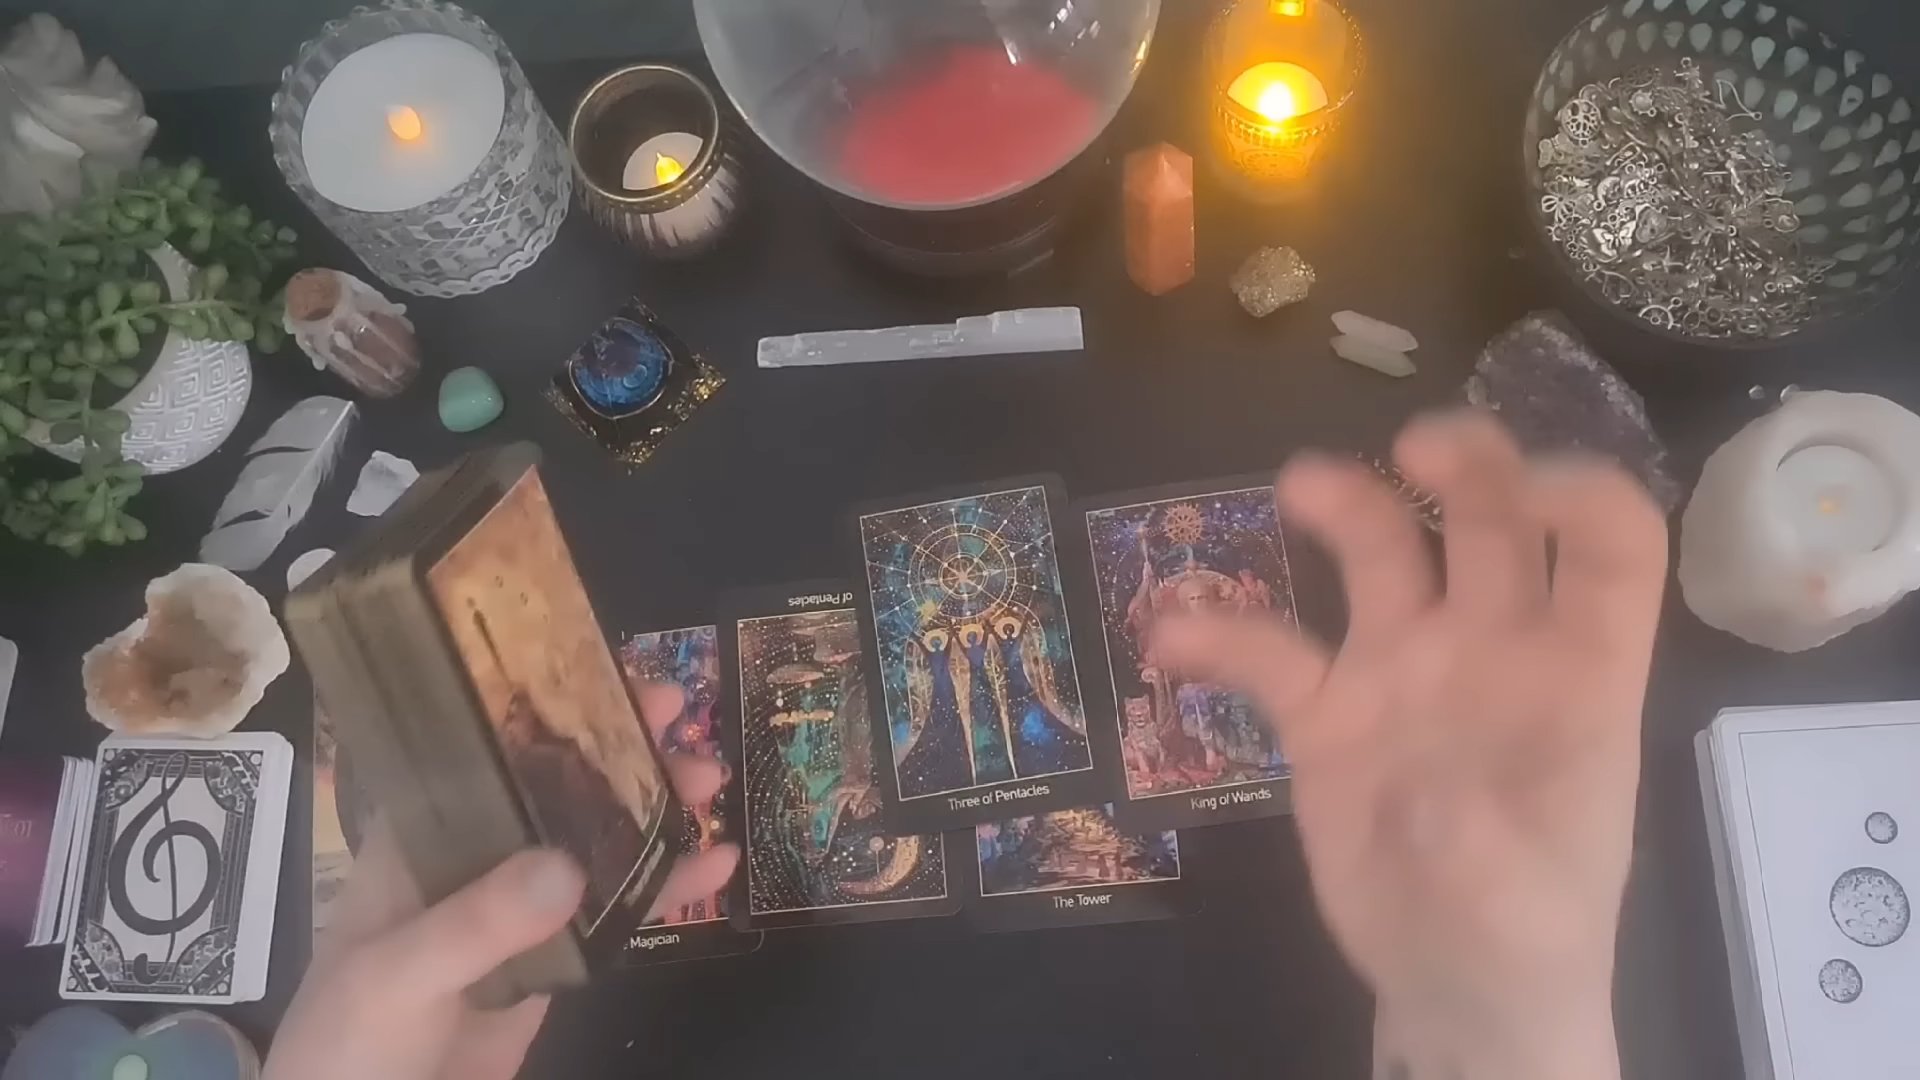 of Pentacles
Three of Pentacles
King of Wands
The Tower
Magician